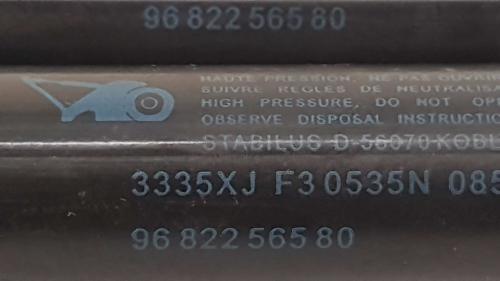 96 822 565 80
HAUTE PRESSION, NE PAS OUVRIR
SUIVRE REGLES DE NEUTRALISA
HIGH PRESSURE, DO NOT OP
OBSERVE DISPOSAL INSTRUCTIO
STABILUS D-56070 KOBL
3335XJ F3 0535N 085
96 822 565 80